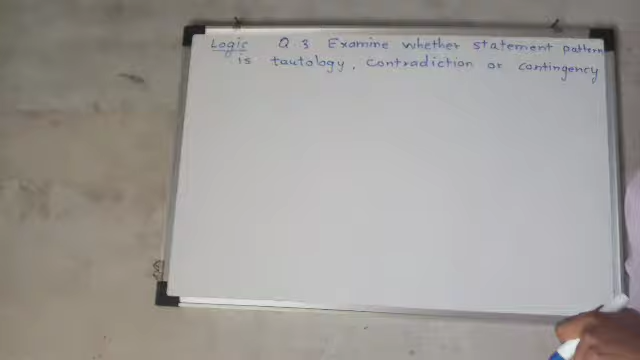 Logic Q.3 Examine whether statement pattern
is tautology, contradiction or contingency